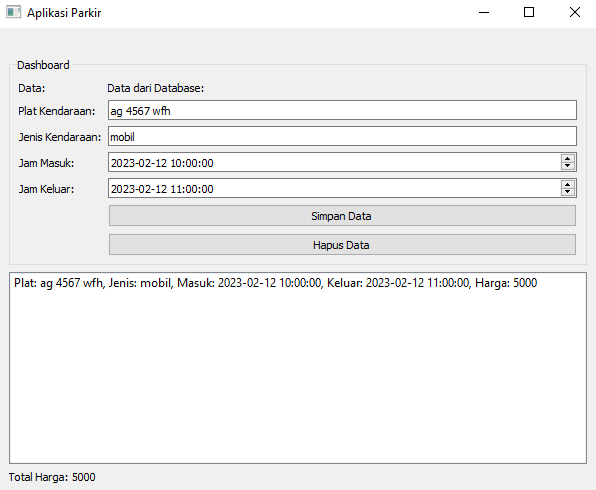 Aplikasi Parkir
Dashboard
Data: Data dari Database:
Plat Kendaraan: ag 4567 wfh
Jenis Kendaraan: mobil
Jam Masuk: 2023-02-12 10:00:00
Jam Keluar: 2023-02-12 11:00:00
Simpan Data
Hapus Data
Plat: ag 4567 wfh, Jenis: mobil, Masuk: 2023-02-12 10:00:00, Keluar: 2023-02-12 11:00:00, Harga: 5000
Total Harga: 5000